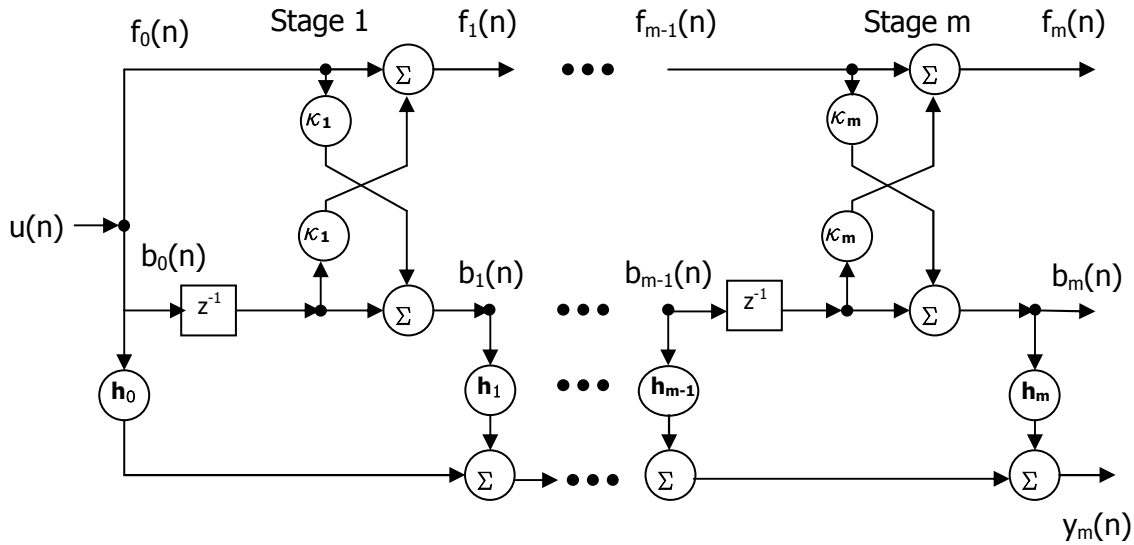 Stage 1
Stage m
f₀(n)
f₁(n)
fₘ₋₁(n)
fₘ(n)
Σ
Σ
κ₁
κₘ
u(n)
κ₁
κₘ
b₀(n)
b₁(n)
bₘ₋₁(n)
bₘ(n)
z⁻¹
Σ
z⁻¹
Σ
h₀
h₁
hₘ₋₁
hₘ
Σ
Σ
Σ
yₘ(n)